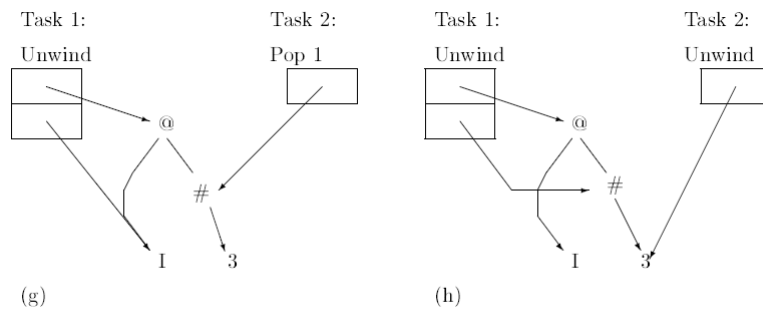 Task 1: Task 2: Task 1: Task 2:
Unwind Pop 1 Unwind Unwind
@ @
# #
I 3 I 3
(g) (h)